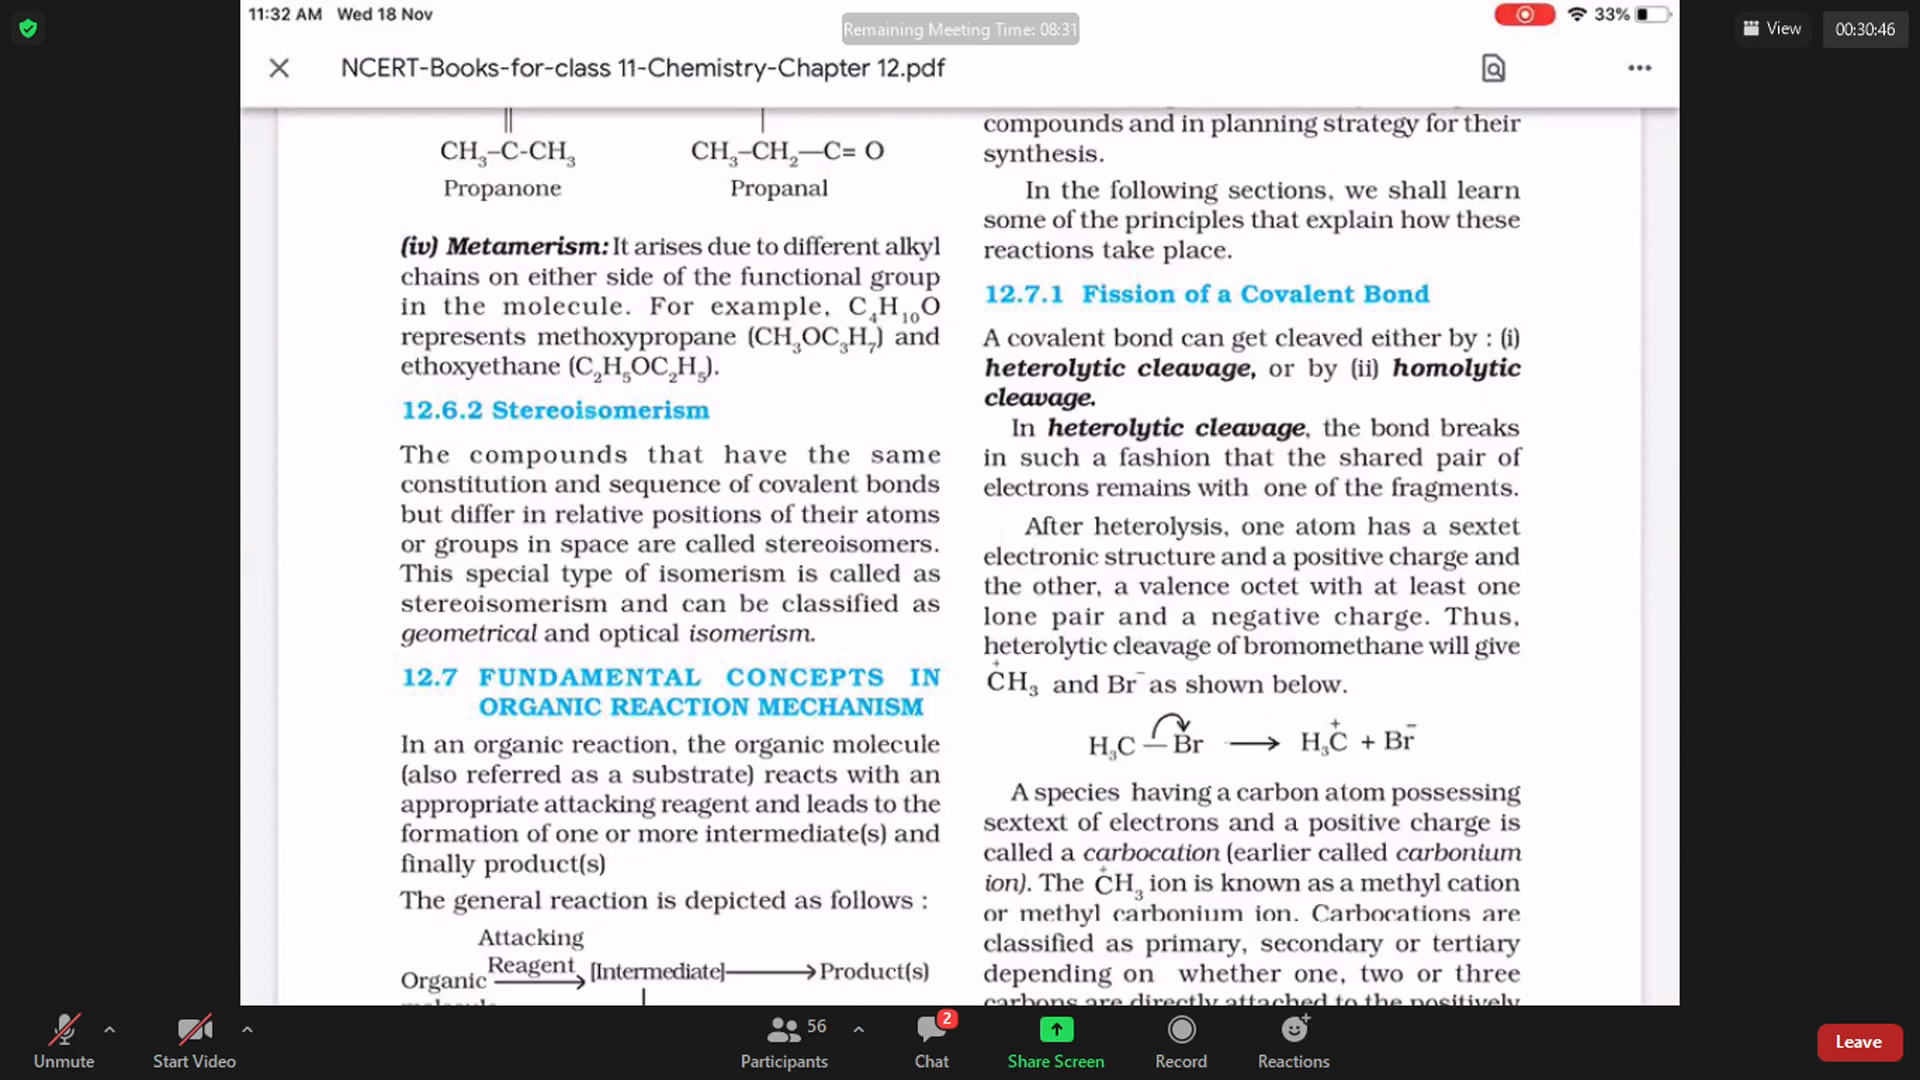 11:32 AM Wed 18 Nov
Remaining Meeting Time: 08:31
33%
View
00:30:46
NCERT-Books-for-class 11-Chemistry-Chapter 12.pdf
CH₃–C-CH₃ CH₃–CH₂—C= O
Propanone Propanal
(iv) Metamerism: It arises due to different alkyl
chains on either side of the functional group
in the molecule. For example, C₄H₁₀O
represents methoxypropane (CH₃OC₃H₇) and
ethoxyethane (C₂H₅OC₂H₅).
12.6.2 Stereoisomerism
The compounds that have the same
constitution and sequence of covalent bonds
but differ in relative positions of their atoms
or groups in space are called stereoisomers.
This special type of isomerism is called as
stereoisomerism and can be classified as
geometrical and optical isomerism.
12.7 FUNDAMENTAL CONCEPTS IN
ORGANIC REACTION MECHANISM
In an organic reaction, the organic molecule
(also referred as a substrate) reacts with an
appropriate attacking reagent and leads to the
formation of one or more intermediate(s) and
finally product(s)
The general reaction is depicted as follows :
Attacking
Reagent
Organic ⟶ [Intermediate] ⟶ Product(s)
compounds and in planning strategy for their
synthesis.
In the following sections, we shall learn
some of the principles that explain how these
reactions take place.
12.7.1 Fission of a Covalent Bond
A covalent bond can get cleaved either by : (i)
heterolytic cleavage, or by (ii) homolytic
cleavage.
In heterolytic cleavage, the bond breaks
in such a fashion that the shared pair of
electrons remains with one of the fragments.
After heterolysis, one atom has a sextet
electronic structure and a positive charge and
the other, a valence octet with at least one
lone pair and a negative charge. Thus,
heterolytic cleavage of bromomethane will give
C⁺H₃ and Br⁻ as shown below.
H₃C — Br ⟶ H₃C⁺ + Br⁻
A species having a carbon atom possessing
sextext of electrons and a positive charge is
called a carbocation (earlier called carbonium
ion). The C⁺H₃ ion is known as a methyl cation
or methyl carbonium ion. Carbocations are
classified as primary, secondary or tertiary
depending on whether one, two or three
carbons are directly attached to the positively
Unmute
Start Video
56
Participants
2
Chat
Share Screen
Record
Reactions
Leave